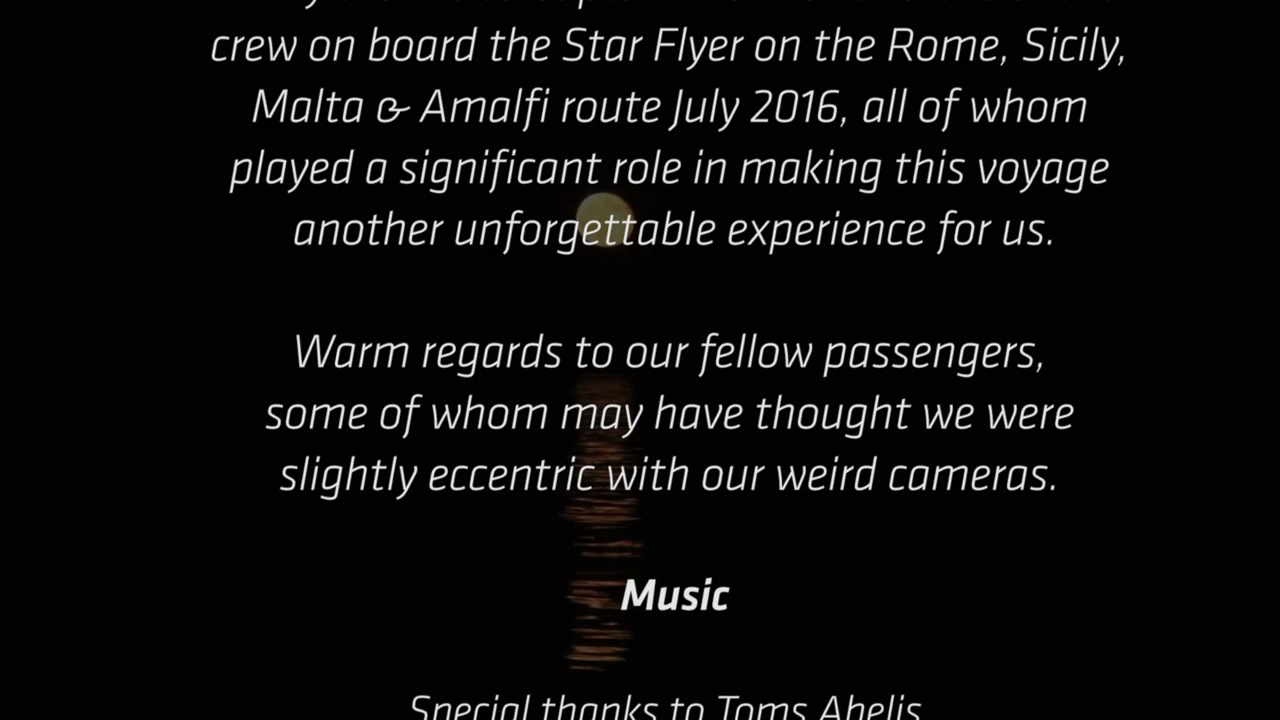 crew on board the Star Flyer on the Rome, Sicily,
Malta & Amalfi route July 2016, all of whom
played a significant role in making this voyage
another unforgettable experience for us.
Warm regards to our fellow passengers,
some of whom may have thought we were
slightly eccentric with our weird cameras.
Music
Special thanks to Toms Abelis